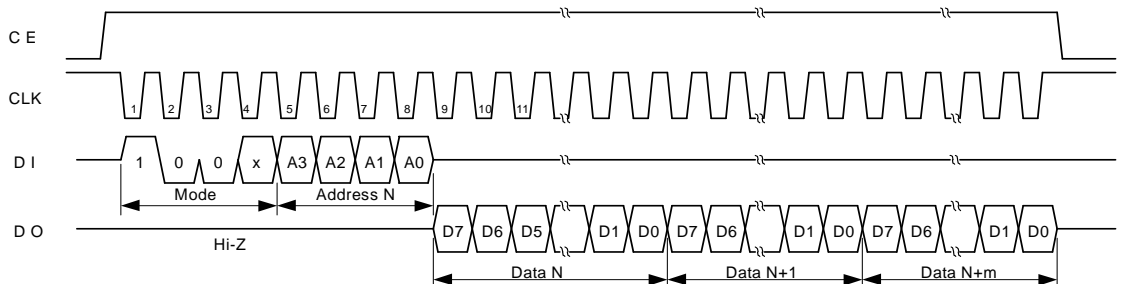 CE
CLK 1 2 3 4 5 6 7 8 9 10 11
DI 1 0 0 x A3 A2 A1 A0
Mode Address N
DO Hi-Z D7 D6 D5 D1 D0 D7 D6 D1 D0 D7 D6 D1 D0
Data N Data N+1 Data N+m